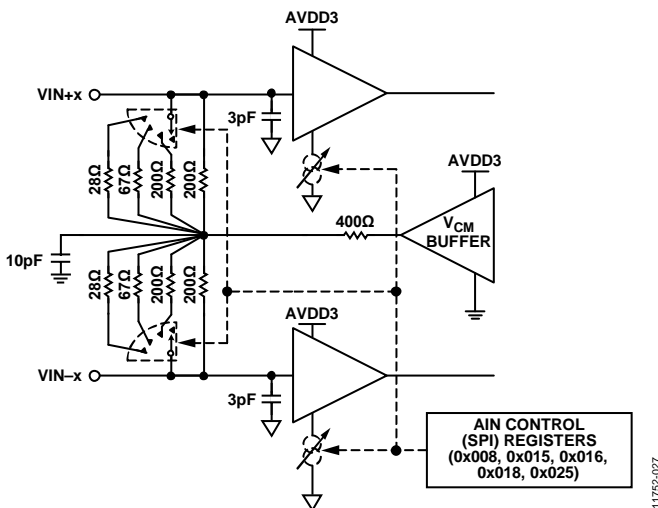 AVDD3
VIN+x
3pF
28Ω
67Ω
200Ω
200Ω
AVDD3
400Ω
VCM
BUFFER
10pF
28Ω
67Ω
200Ω
200Ω
AVDD3
VIN–x
3pF
AIN CONTROL
(SPI) REGISTERS
(0x008, 0x015, 0x016,
0x018, 0x025)
11752-027